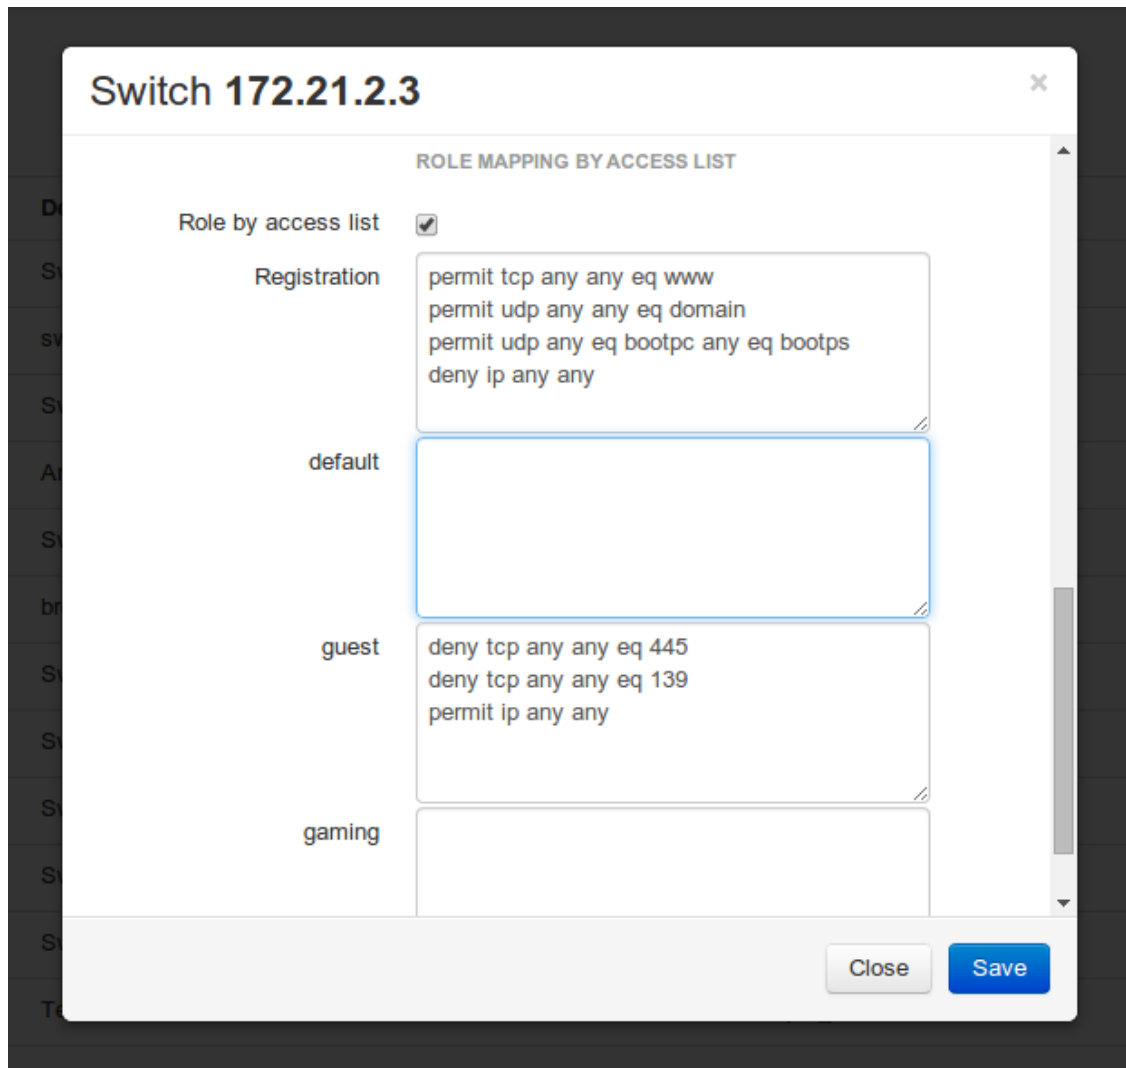 Switch 172.21.2.3
×
ROLE MAPPING BY ACCESS LIST
Role by access list
Registration
permit tcp any any eq www
permit udp any any eq domain
permit udp any eq bootpc any eq bootps
deny ip any any
default
guest
deny tcp any any eq 445
deny tcp any any eq 139
permit ip any any
gaming
Close
Save